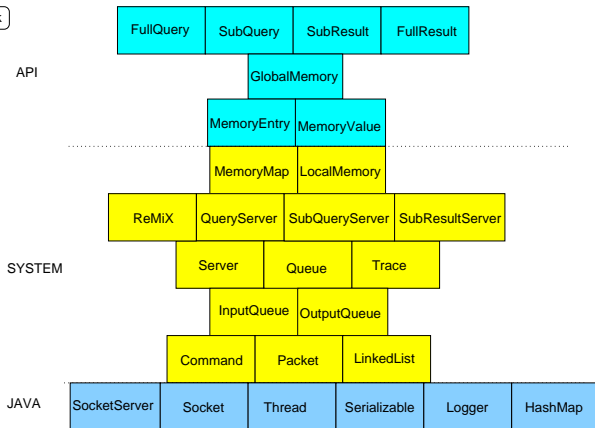 FullQuery SubQuery SubResult FullResult
API
GlobalMemory
MemoryEntry MemoryValue
MemoryMap LocalMemory
ReMiX QueryServer SubQueryServer SubResultServer
SYSTEM
Server Queue Trace
InputQueue OutputQueue
Command Packet LinkedList
JAVA
SocketServer Socket Thread Serializable Logger HashMap